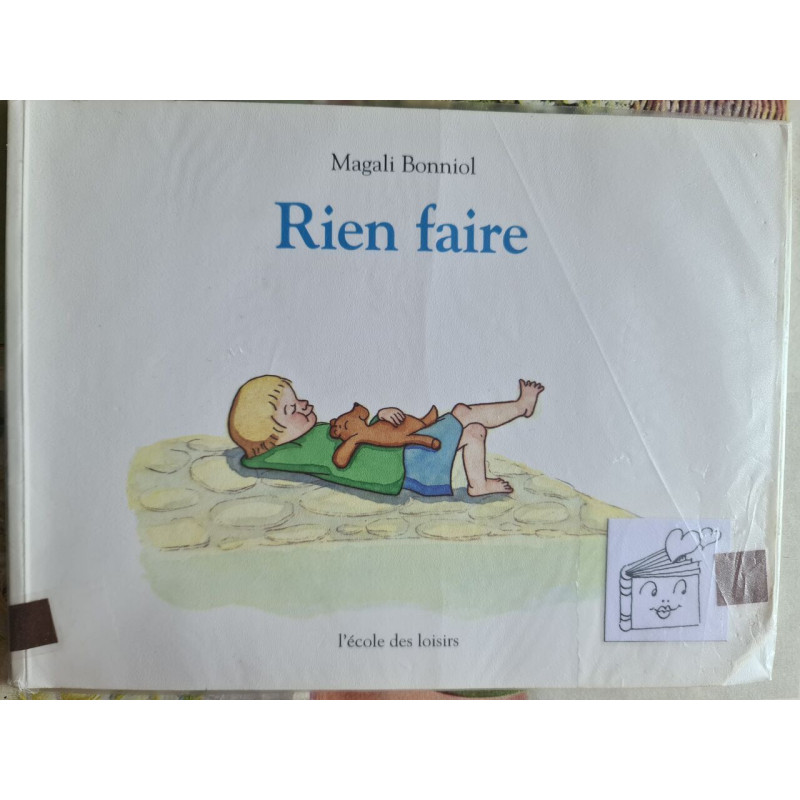 Magali Bonniol
Rien faire
l'école des loisirs